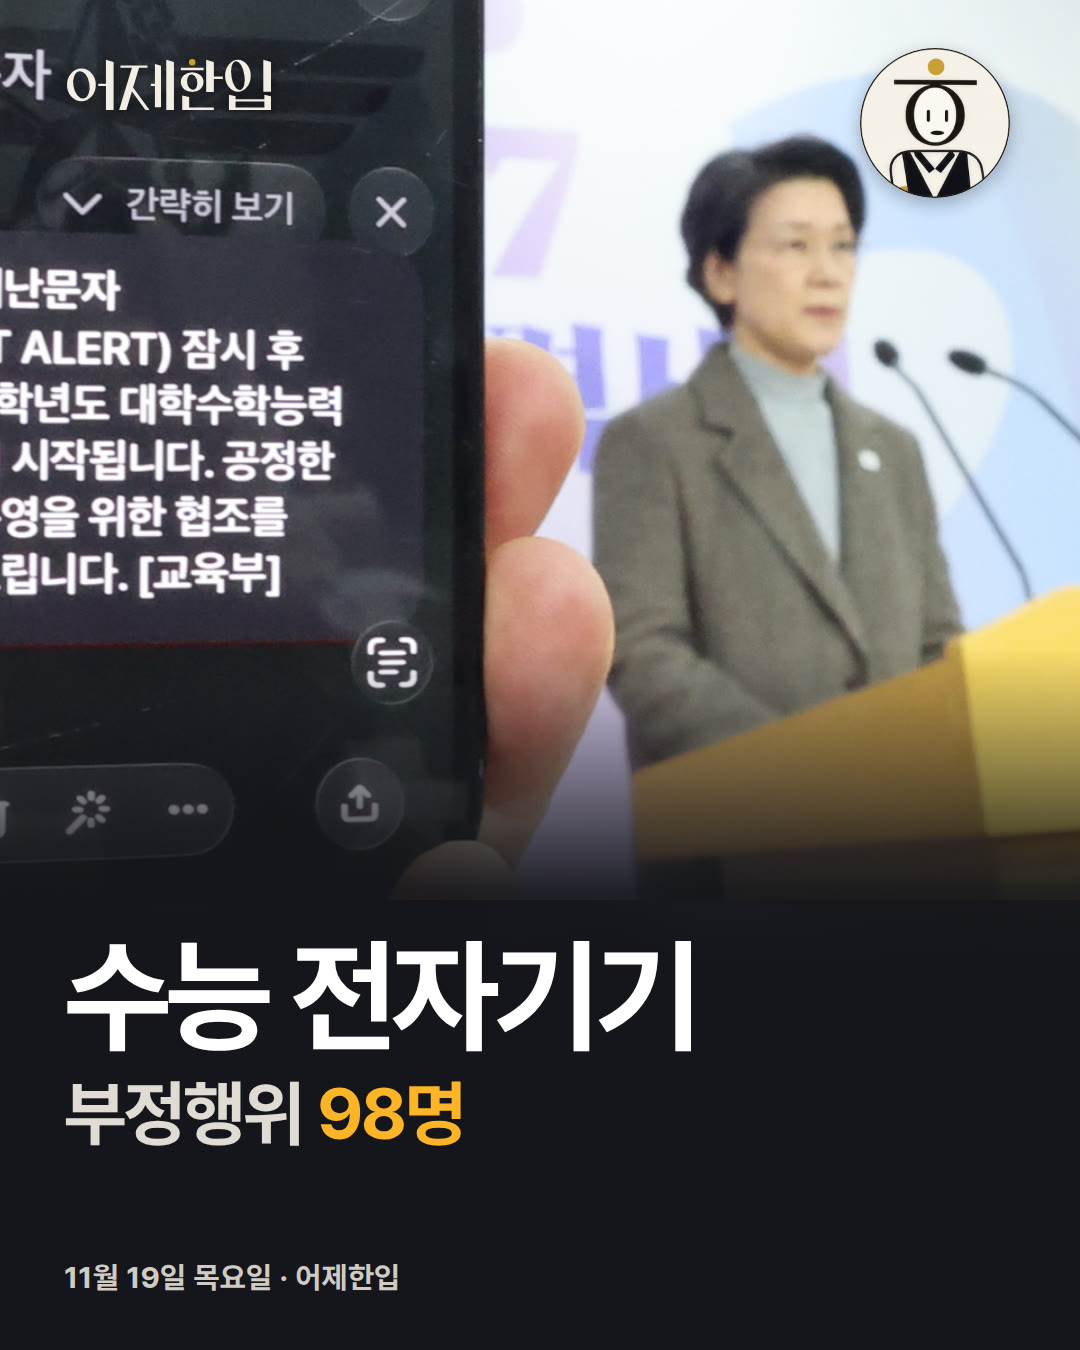 자
어제한입
간략히 보기
난문자
T ALERT) 잠시 후
학년도 대학수학능력
시작됩니다. 공정한
영을 위한 협조를
립니다. [교육부]
7
수능 전자기기
부정행위 98명
11월 19일 목요일 · 어제한입